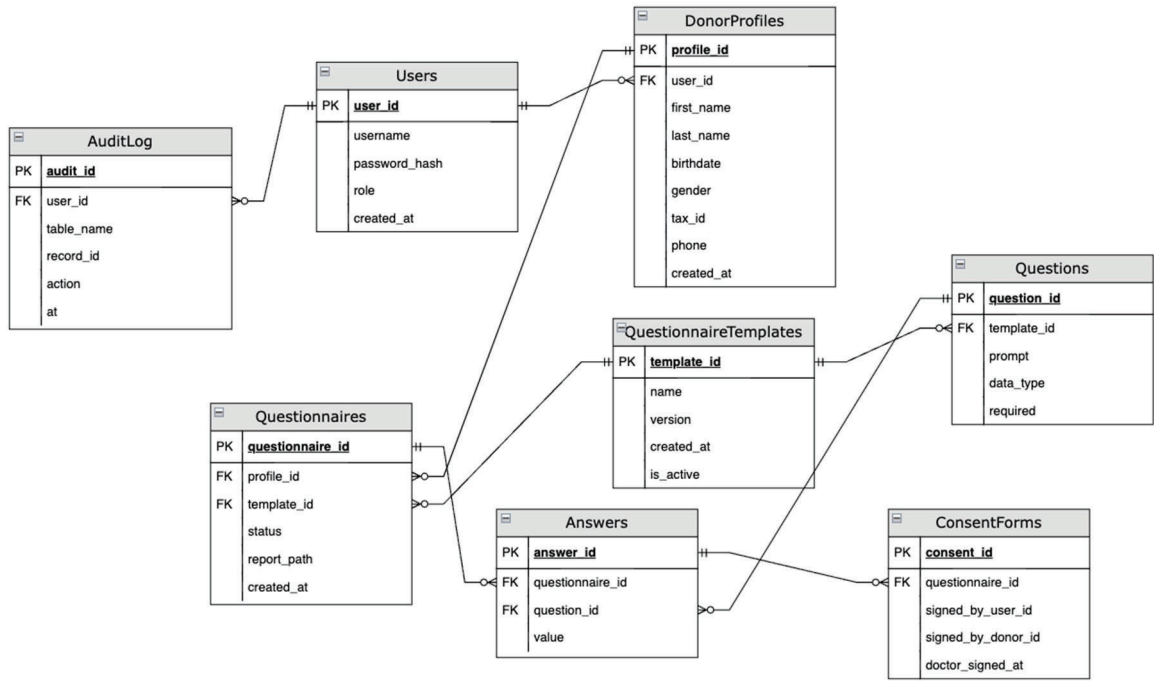 DonorProfiles
PK profile_id
FK user_id
first_name
last_name
birthdate
gender
tax_id
phone
created_at
Users
PK user_id
username
password_hash
role
created_at
AuditLog
PK audit_id
FK user_id
table_name
record_id
action
at
Questions
PK question_id
FK template_id
prompt
data_type
required
QuestionnaireTemplates
PK template_id
name
version
created_at
is_active
Questionnaires
PK questionnaire_id
FK profile_id
FK template_id
status
report_path
created_at
Answers
PK answer_id
FK questionnaire_id
FK question_id
value
ConsentForms
PK consent_id
FK questionnaire_id
signed_by_user_id
signed_by_donor_id
doctor_signed_at